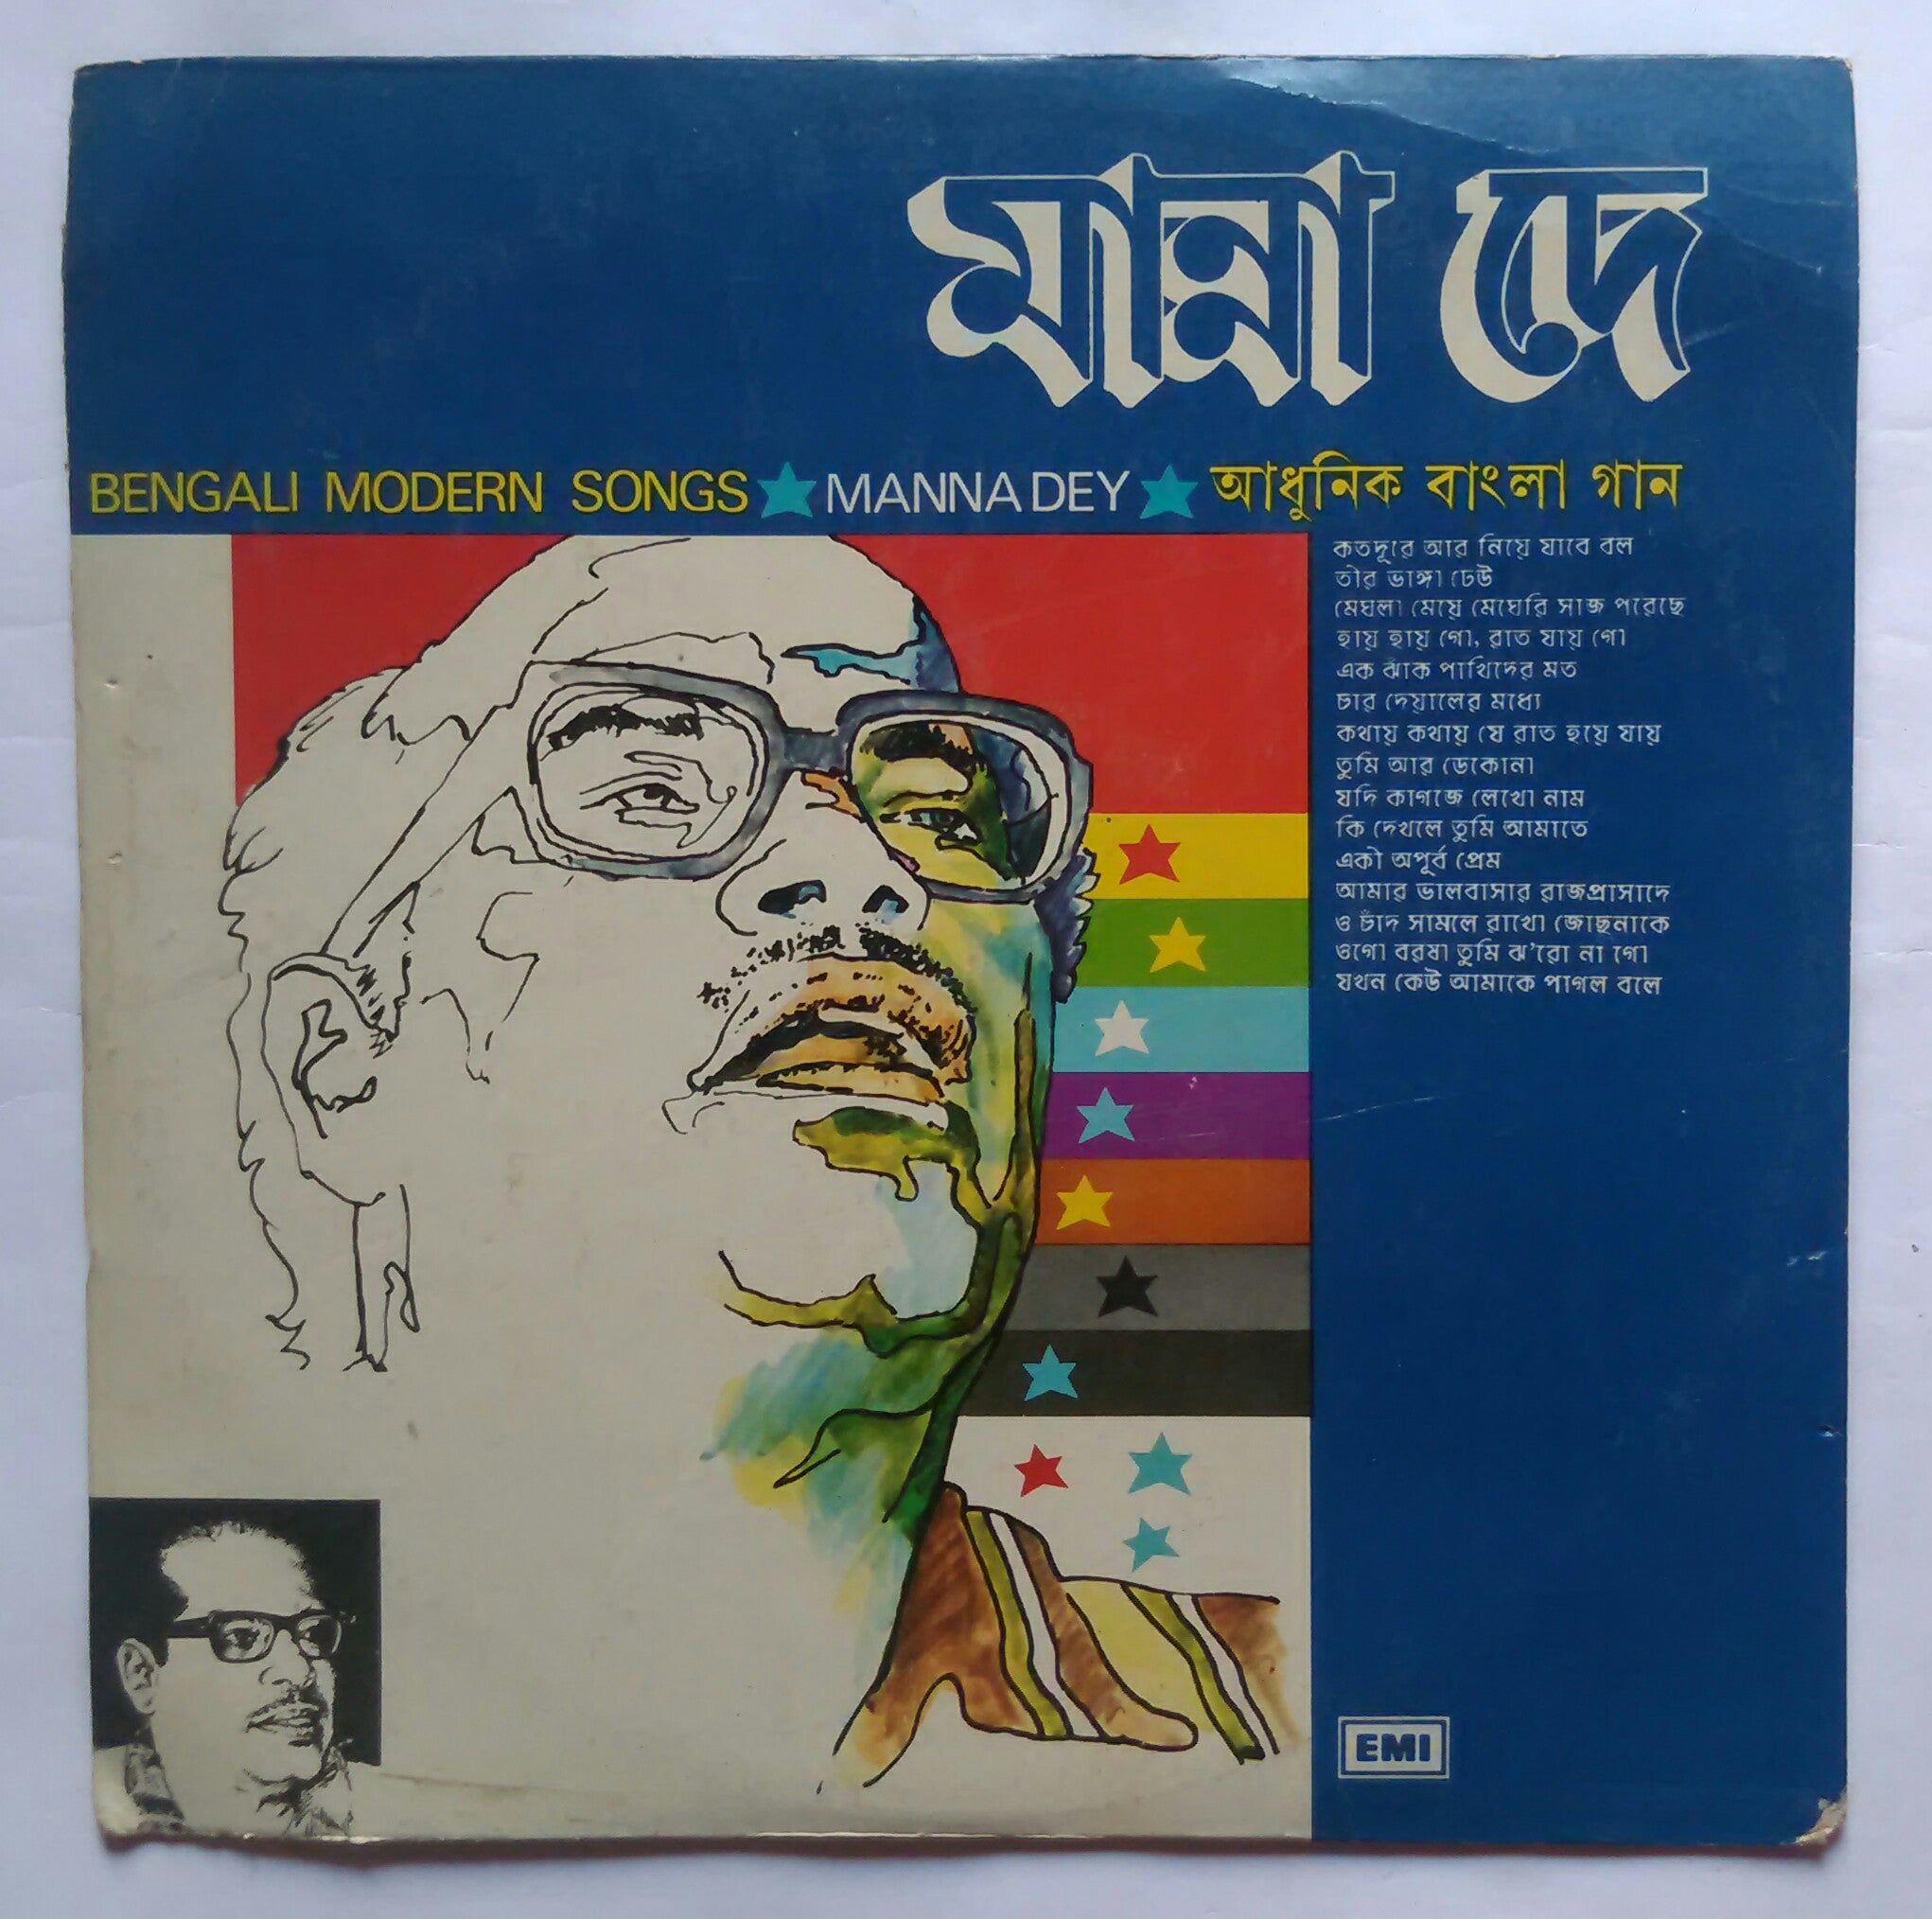 মান্না দে
BENGALI MODERN SONGS ★ MANNA DEY ★ আধুনিক বাংলা গান
কতদূরে আর নিয়ে যাবে বল
তীর ভাঙ্গা ঢেউ
মেঘলা মেয়ে মেঘেরি সাজ পরেছে
হায় হায় গো, রাত যায় গো
এক ঝাঁক পাখিদের মত
চার দেয়ালের মধ্যে
কথায় কথায় যে রাত হয়ে যায়
তুমি আর ডেকোনা
যদি কাগজে লেখো নাম
কি দেখলে তুমি আমাতে
একী অপূর্ব প্রেম
আমার ভালবাসার রাজপ্রাসাদে
ও চাঁদ সামলে রাখো জোছনাকে
ওগো বরষা তুমি ঝ'রো না গো
যখন কেউ আমাকে পাগল বলে
EMI